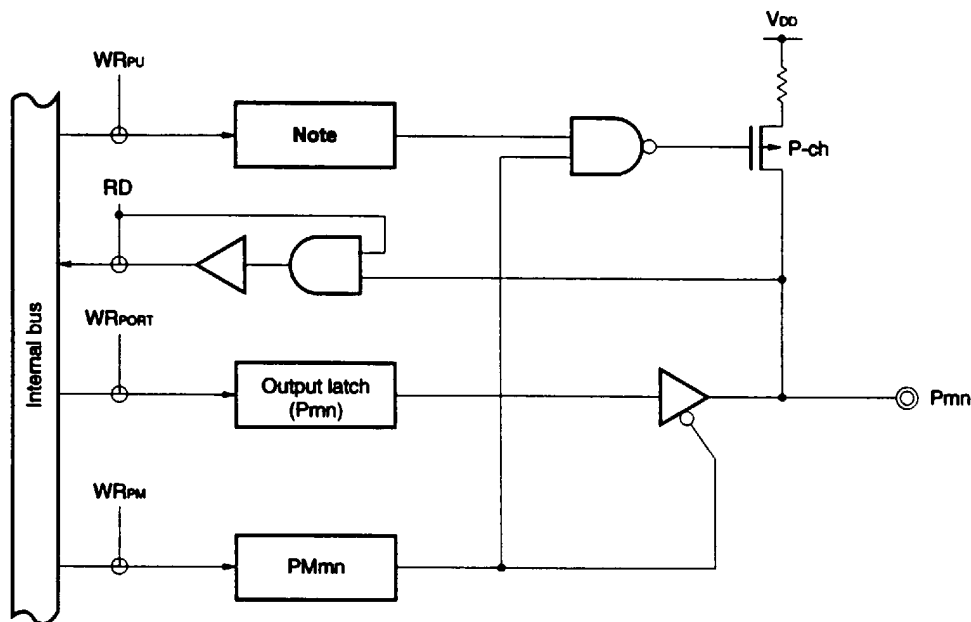 VDD
WRPU
Note
P-ch
RD
WRPORT
Internal bus
Output latch
(Pmn)
Pmn
WRPM
PMmn